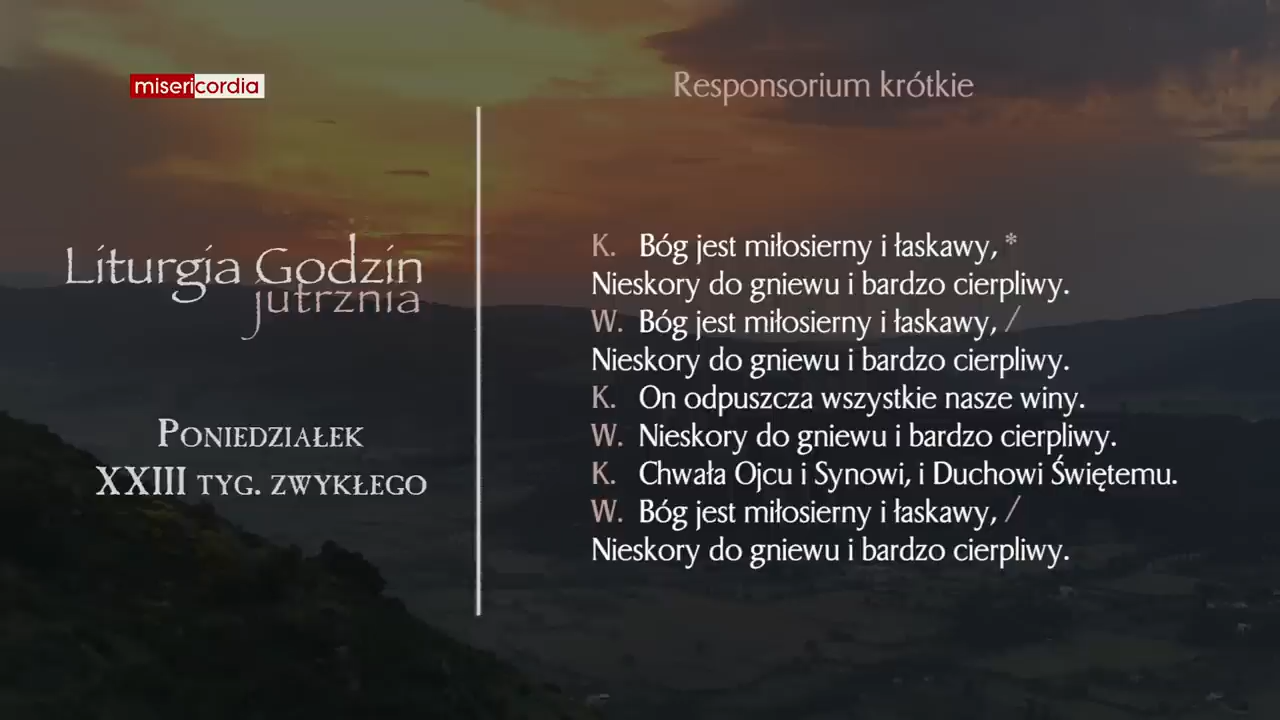 misericordia
Liturgia Godzin
jutrznia
Poniedziałek
XXIII tyg. zwykłego
Responsorium krótkie
K. Bóg jest miłosierny i łaskawy, *
Nieskory do gniewu i bardzo cierpliwy.
W. Bóg jest miłosierny i łaskawy, /
Nieskory do gniewu i bardzo cierpliwy.
K. On odpuszcza wszystkie nasze winy.
W. Nieskory do gniewu i bardzo cierpliwy.
K. Chwała Ojcu i Synowi, i Duchowi Świętemu.
W. Bóg jest miłosierny i łaskawy, /
Nieskory do gniewu i bardzo cierpliwy.